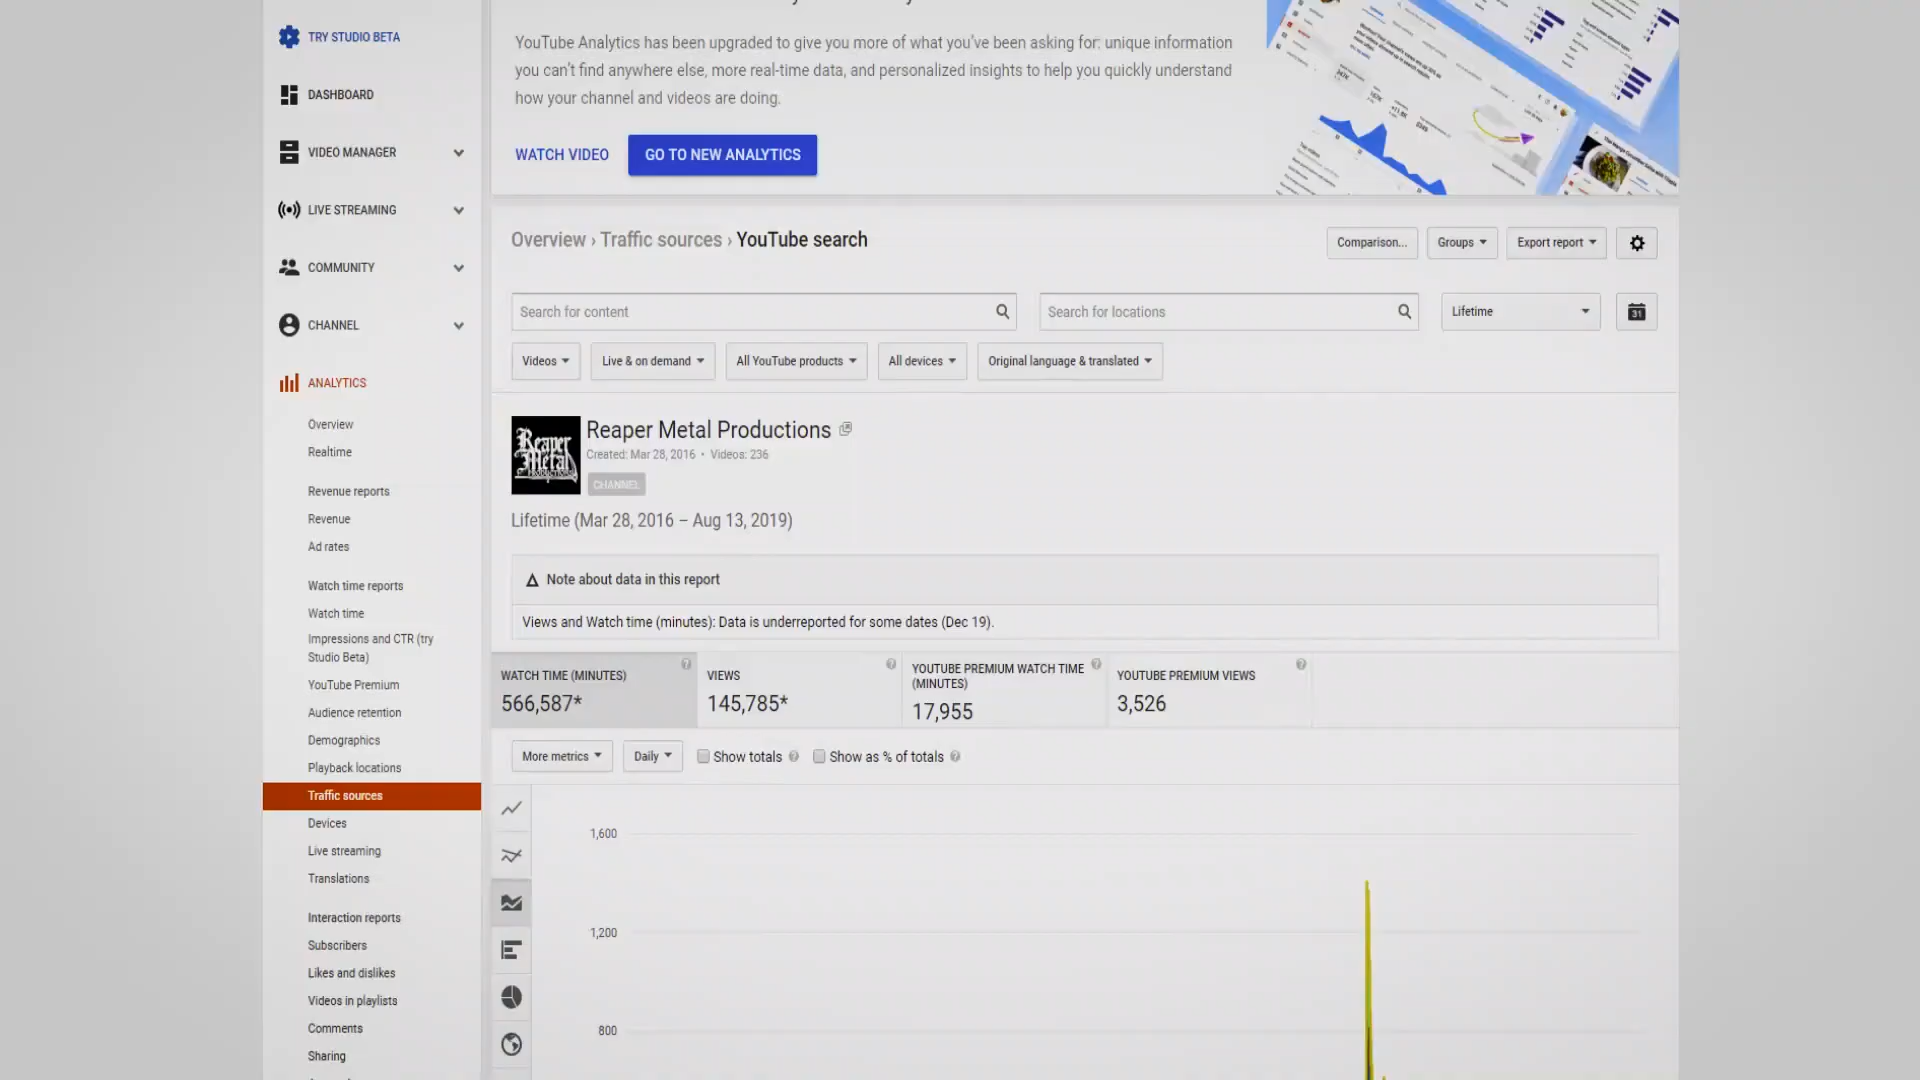 TRY STUDIO BETA
DASHBOARD
VIDEO MANAGER
LIVE STREAMING
COMMUNITY
CHANNEL
ANALYTICS
Overview
Realtime
Revenue reports
Revenue
Ad rates
Watch time reports
Watch time
Impressions and CTR (try
Studio Beta)
YouTube Premium
Audience retention
Demographics
Playback locations
Traffic sources
Devices
Live streaming
Translations
Interaction reports
Subscribers
Likes and dislikes
Videos in playlists
Comments
Sharing
YouTube Analytics has been upgraded to give you more of what you've been asking for: unique information
you can't find anywhere else, more real-time data, and personalized insights to help you quickly understand
how your channel and videos are doing.
WATCH VIDEO GO TO NEW ANALYTICS
Overview › Traffic sources › YouTube search
Comparison... Groups Export report
Search for content Search for locations Lifetime 31
Videos Live & on demand All YouTube products All devices Original language & translated
Reaper Metal Productions
Reaper Metal Productions
Created: Mar 28, 2016 • Videos: 236
CHANNEL
Lifetime (Mar 28, 2016 – Aug 13, 2019)
Note about data in this report
Views and Watch time (minutes): Data is underreported for some dates (Dec 19).
WATCH TIME (MINUTES)
566,587*
VIEWS
145,785*
YOUTUBE PREMIUM WATCH TIME
(MINUTES)
17,955
YOUTUBE PREMIUM VIEWS
3,526
More metrics Daily Show totals Show as % of totals
1,600
1,200
800